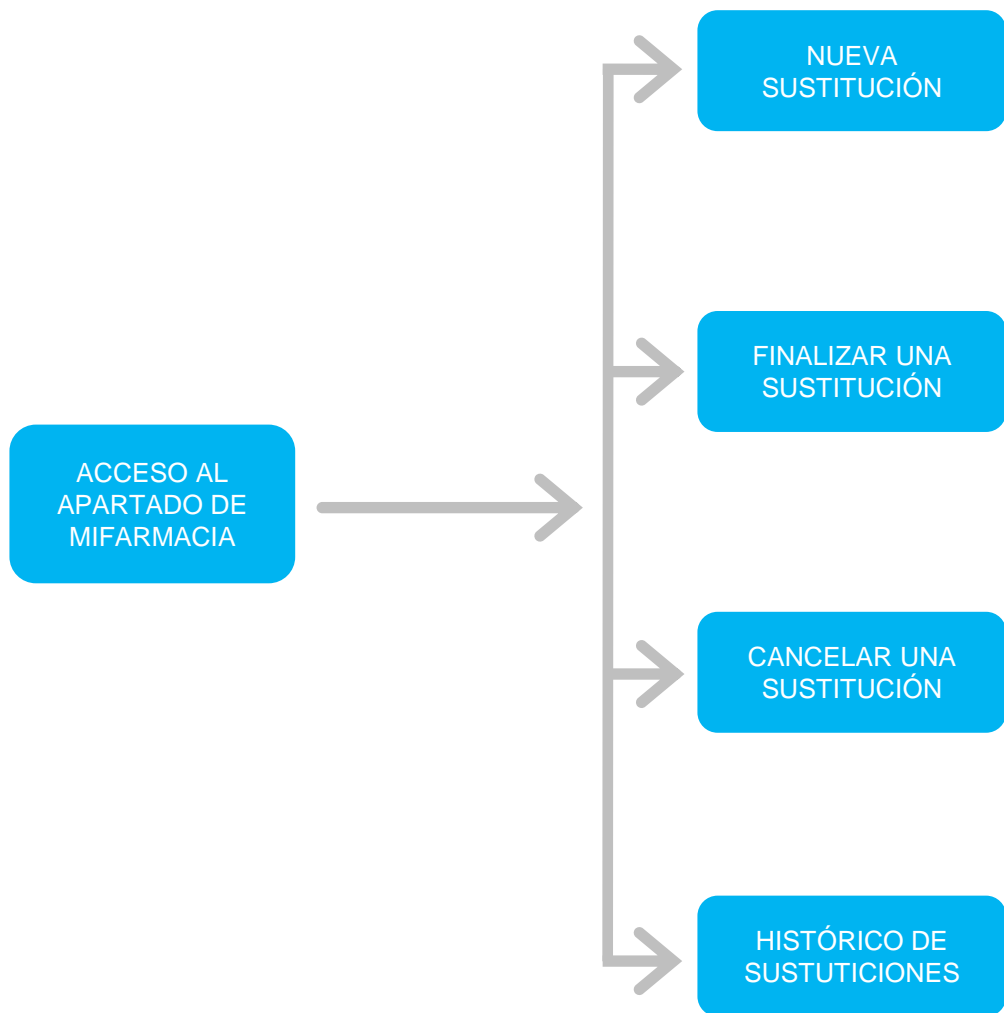 NUEVA
SUSTITUCIÓN
FINALIZAR UNA
SUSTITUCIÓN
ACCESO AL
APARTADO DE
MIFARMACIA
CANCELAR UNA
SUSTITUCIÓN
HISTÓRICO DE
SUSTUTICIONES